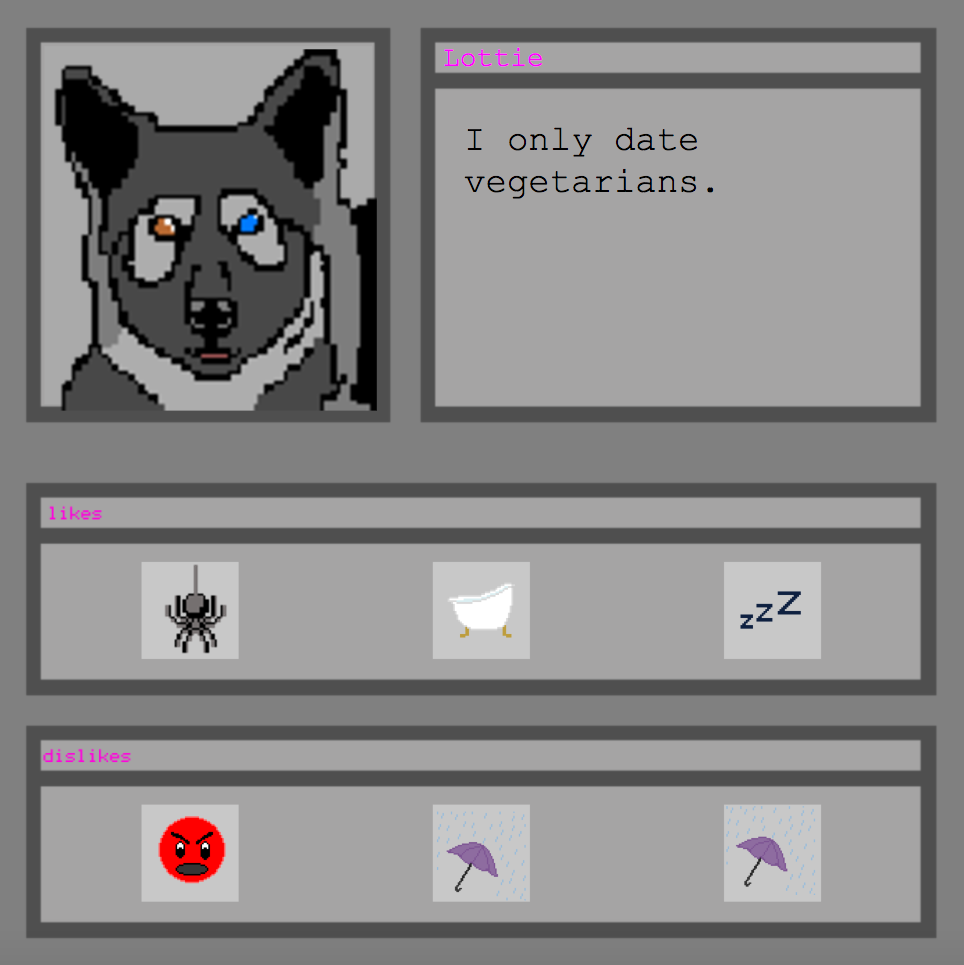 Lottie
I only date
vegetarians.
likes
zzZ
dislikes